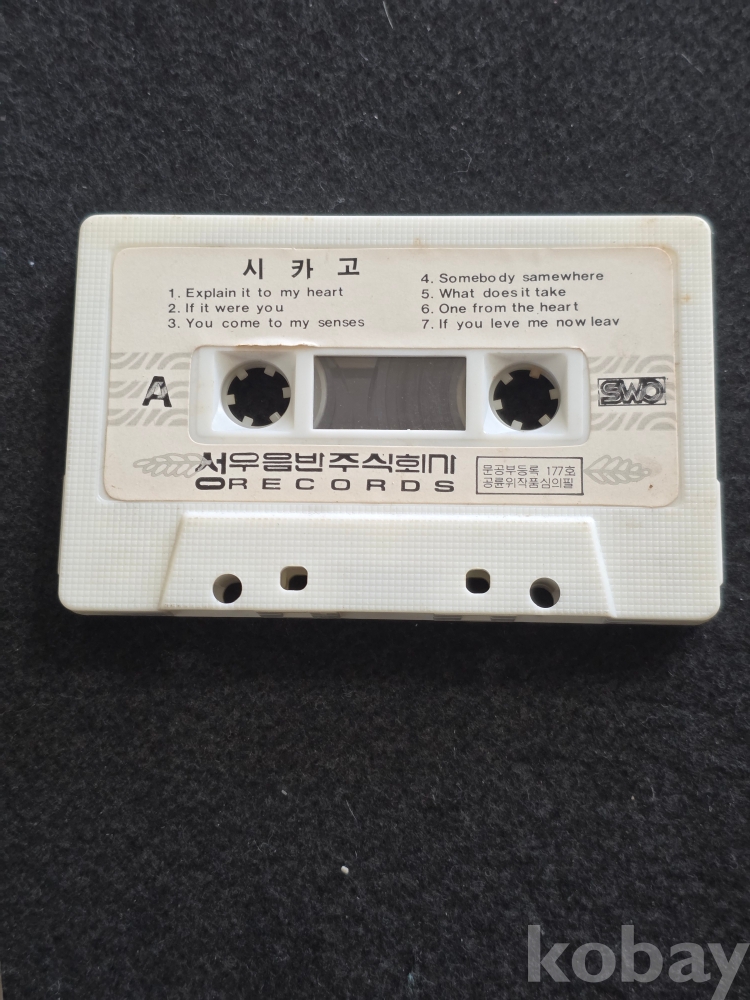 시카고
1. Explain it to my heart
2. If it were you
3. You come to my senses
4. Somebody samewhere
5. What does it take
6. One from the heart
7. If you leve me now leav
A
SWO
성우음반주식회사
RECORDS
문공부등록 177호
공륜위작품심의필
kobay